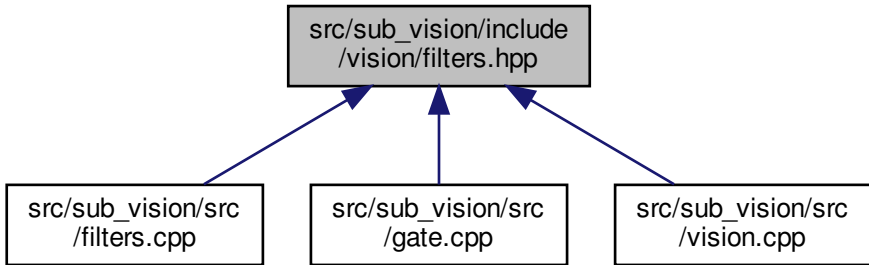 src/sub_vision/include
/vision/filters.hpp
src/sub_vision/src
/filters.cpp
src/sub_vision/src
/gate.cpp
src/sub_vision/src
/vision.cpp